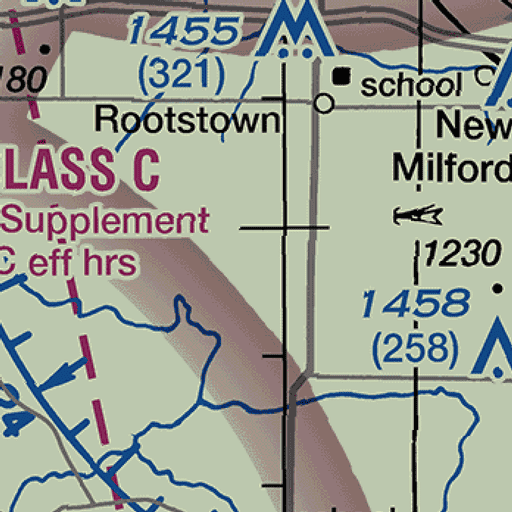 1455
(321)
180
school
Rootstown
New
Milford
LASS C
Supplement
C eff hrs
1230
1458
(258)
4